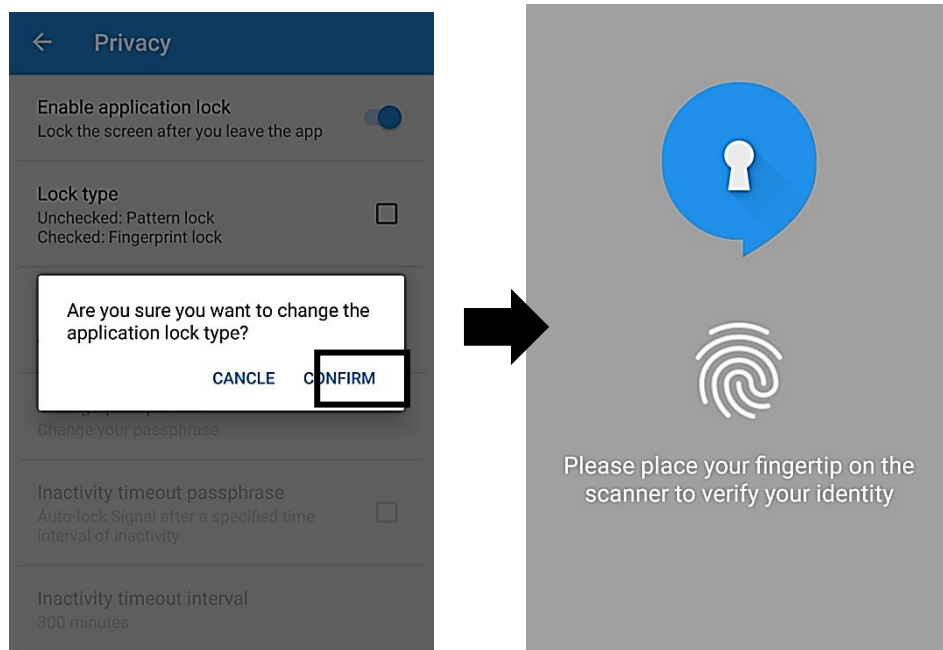 Privacy
Enable application lock
Lock the screen after you leave the app
Lock type
Unchecked: Pattern lock
Checked: Fingerprint lock
Are you sure you want to change the
application lock type?
CANCLE CONFIRM
Change your passphrase
Inactivity timeout passphrase
Auto-lock Signal after a specified time
interval of inactivity
Inactivity timeout interval
300 minutes
Please place your fingertip on the
scanner to verify your identity